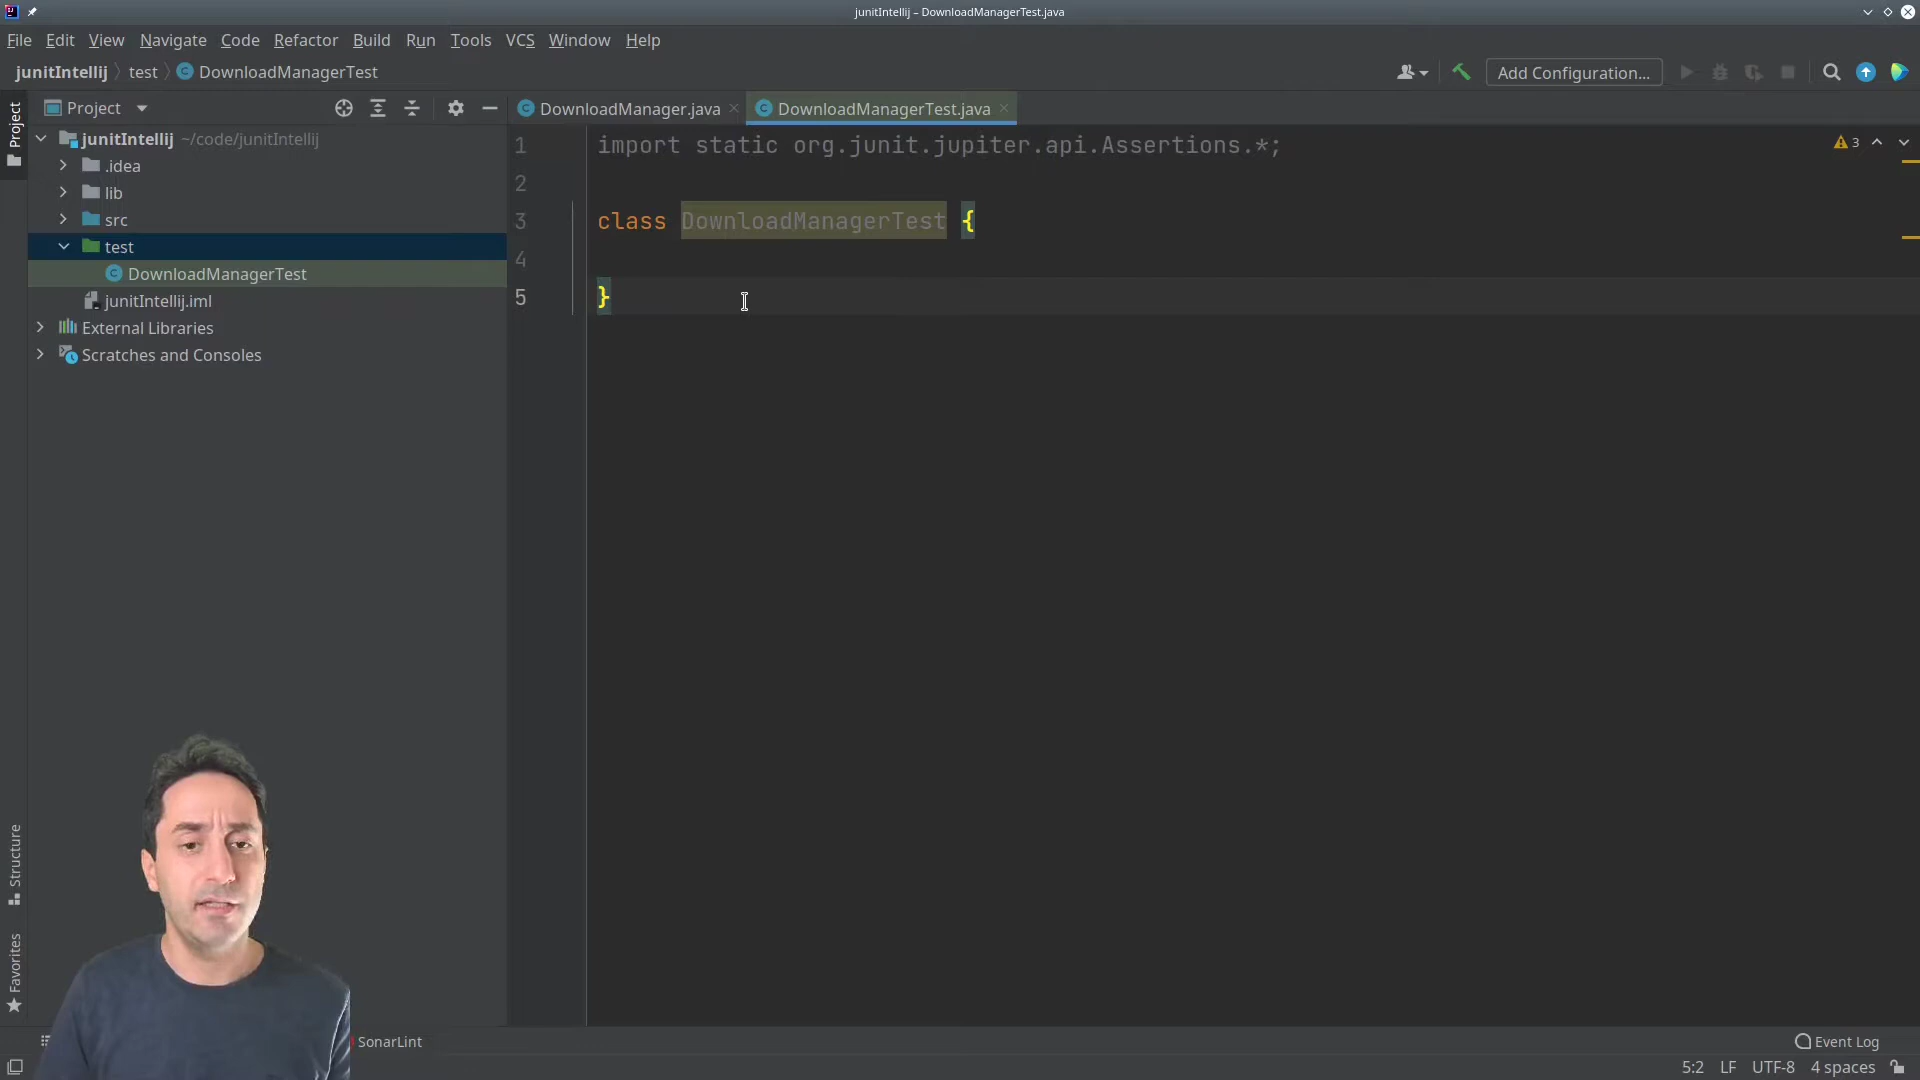 junitIntellij – DownloadManagerTest.java
File Edit View Navigate Code Refactor Build Run Tools VCS Window Help
junitIntellij test DownloadManagerTest
Add Configuration...
Project
DownloadManager.java
DownloadManagerTest.java
Project
junitIntellij ~/code/junitIntellij
.idea
lib
src
test
DownloadManagerTest
junitIntellij.iml
External Libraries
Scratches and Consoles
1 import static org.junit.jupiter.api.Assertions.*;
2
3 class DownloadManagerTest {
4
5 }
3
Structure
Favorites
SonarLint
Event Log
5:2 LF UTF-8 4 spaces